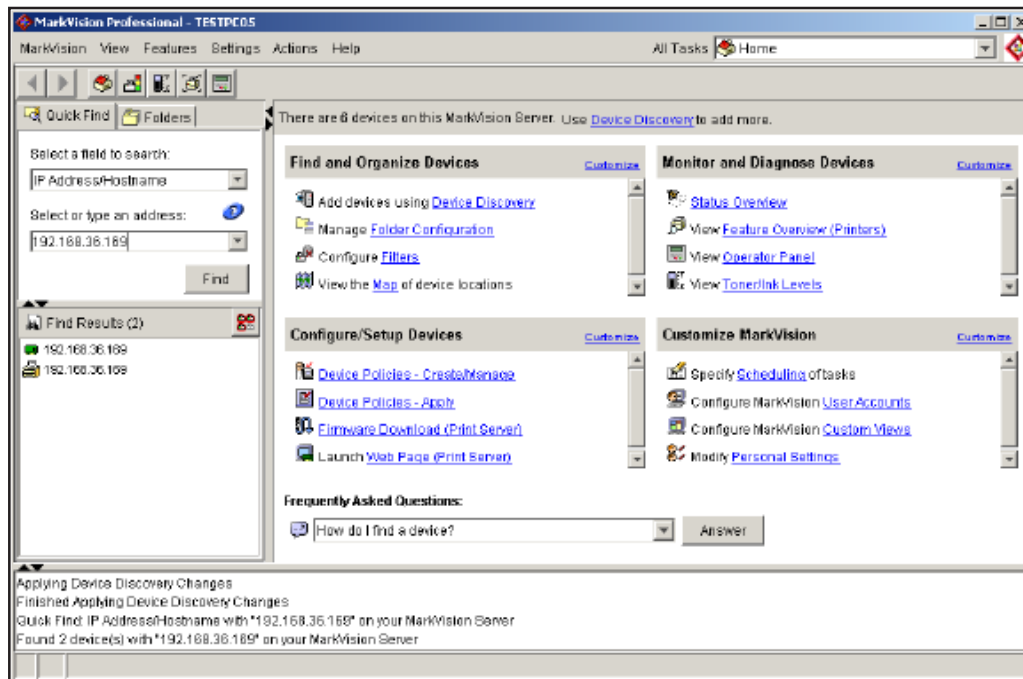 MarkVision Professional - TESTPC05
MarkVision View Features Settings Actions Help
All Tasks Home
Quick Find Folders
Select a field to search:
IP Address/Hostname
Select or type an address:
192.168.36.169
Find
Find Results (2)
192.168.36.169
192.168.36.169
There are 6 devices on this MarkVision Server. Use Device Discovery to add more.
Find and Organize Devices Customize
Add devices using Device Discovery
Manage Folder Configuration
Configure Filters
View the Map of device locations
Monitor and Diagnose Devices Customize
Status Overview
View Feature Overview (Printers)
View Operator Panel
View Toner/Ink Levels
Configure/Setup Devices Customize
Device Policies - Create/Manage
Device Policies - Apply
Firmware Download (Print Server)
Launch Web Page (Print Server)
Customize MarkVision Customize
Specify Scheduling of tasks
Configure MarkVision User Accounts
Configure MarkVision Custom Views
Modify Personal Settings
Frequently Asked Questions:
How do I find a device?
Answer
Applying Device Discovery Changes
Finished Applying Device Discovery Changes
Quick Find: IP Address/Hostname with "192.168.36.169" on your MarkVision Server
Found 2 device(s) with "192.168.36.169" on your MarkVision Server